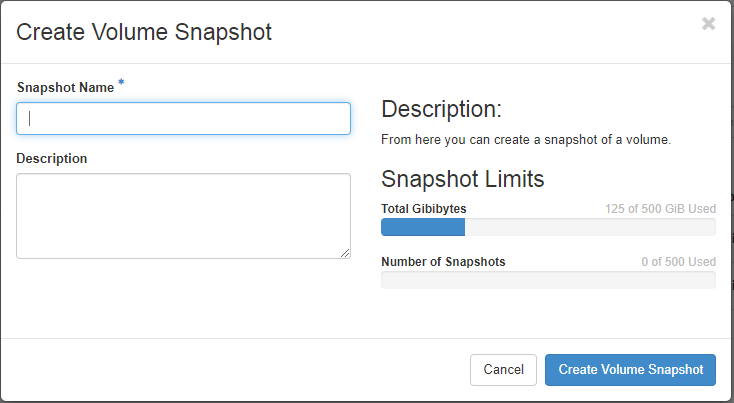 Create Volume Snapshot
×
Snapshot Name *
Description
Description:
From here you can create a snapshot of a volume.
Snapshot Limits
Total Gibibytes 125 of 500 GiB Used
Number of Snapshots 0 of 500 Used
Cancel
Create Volume Snapshot